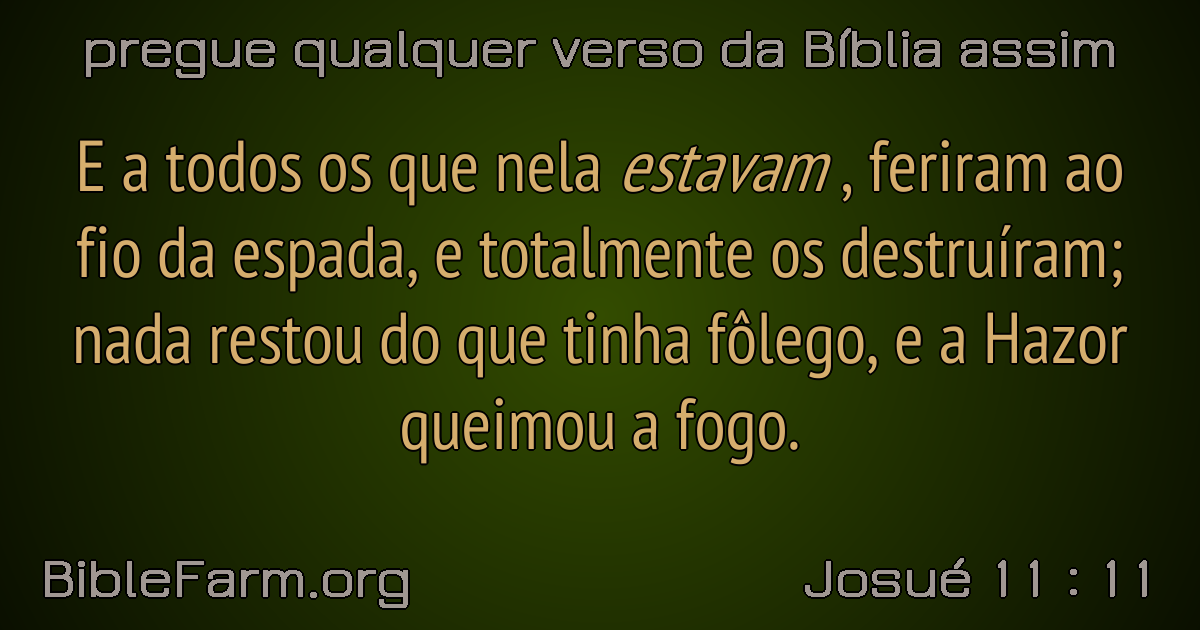 pregue qualquer verso da Bíblia assim
E a todos os que nela estavam , feriram ao
fio da espada, e totalmente os destruíram;
nada restou do que tinha fôlego, e a Hazor
queimou a fogo.
BibleFarm.org
Josué 11 : 11